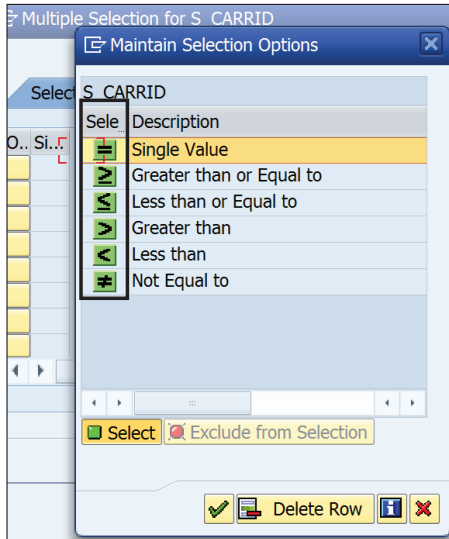 Multiple Selection for S_CARRID
Maintain Selection Options
Select
S_CARRID
Sele.. Description
O.. Si...
= Single Value
≥ Greater than or Equal to
≤ Less than or Equal to
> Greater than
< Less than
≠ Not Equal to
Select Exclude from Selection
Delete Row